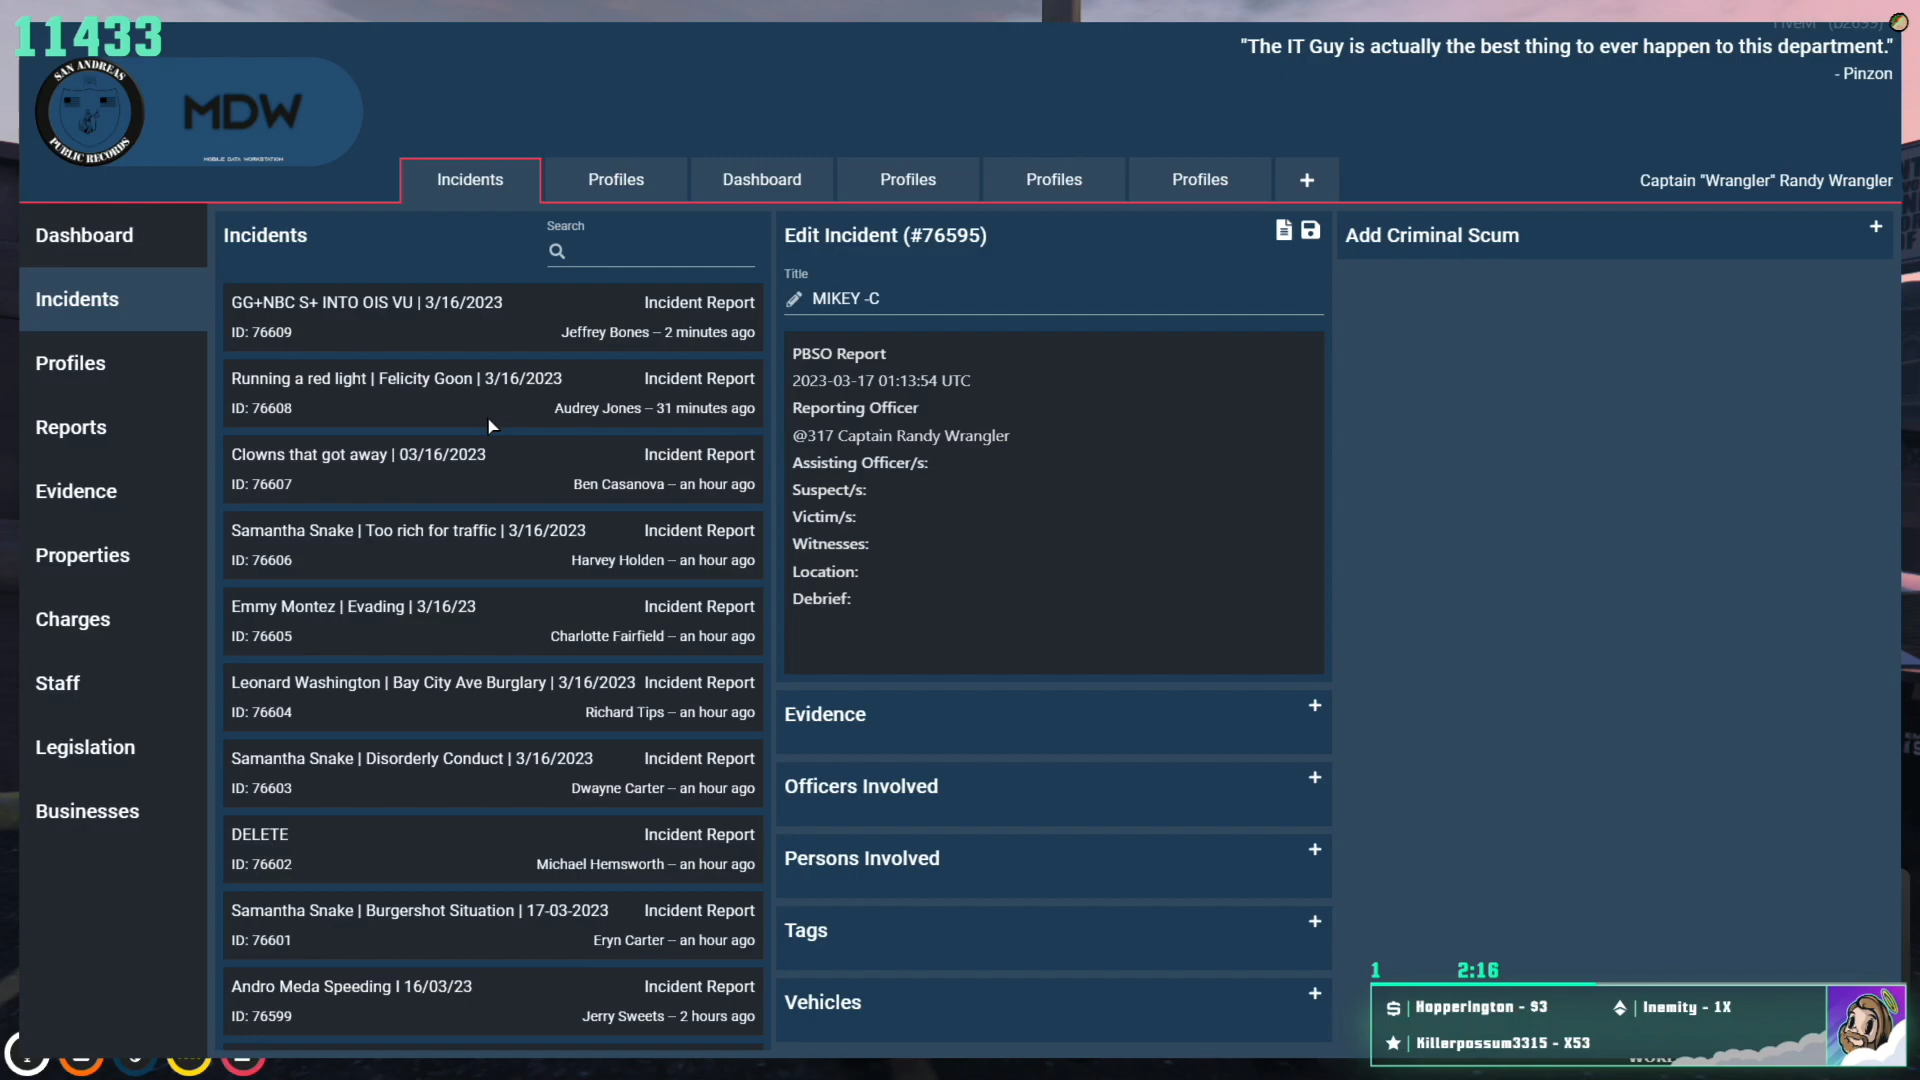 11433
"The IT Guy is actually the best thing to ever happen to this department."
- Pinzon
SAN ANDREAS
PUBLIC RECORDS
MDW
MOBILE DATA WORKSTATION
Incidents
Profiles
Dashboard
Profiles
Profiles
Profiles
+
Captain "Wrangler" Randy Wrangler
Dashboard
Incidents
Profiles
Reports
Evidence
Properties
Charges
Staff
Legislation
Businesses
Incidents
Search
GG+NBC S+ INTO OIS VU | 3/16/2023 Incident Report
ID: 76609 Jeffrey Bones – 2 minutes ago
Running a red light | Felicity Goon | 3/16/2023 Incident Report
ID: 76608 Audrey Jones – 31 minutes ago
Clowns that got away | 03/16/2023 Incident Report
ID: 76607 Ben Casanova – an hour ago
Samantha Snake | Too rich for traffic | 3/16/2023 Incident Report
ID: 76606 Harvey Holden – an hour ago
Emmy Montez | Evading | 3/16/23 Incident Report
ID: 76605 Charlotte Fairfield – an hour ago
Leonard Washington | Bay City Ave Burglary | 3/16/2023 Incident Report
ID: 76604 Richard Tips – an hour ago
Samantha Snake | Disorderly Conduct | 3/16/2023 Incident Report
ID: 76603 Dwayne Carter – an hour ago
DELETE Incident Report
ID: 76602 Michael Hemsworth – an hour ago
Samantha Snake | Burgershot Situation | 17-03-2023 Incident Report
ID: 76601 Eryn Carter – an hour ago
Andro Meda Speeding I 16/03/23 Incident Report
ID: 76599 Jerry Sweets – 2 hours ago
Edit Incident (#76595)
Title
MIKEY -C
PBSO Report
2023-03-17 01:13:54 UTC
Reporting Officer
@317 Captain Randy Wrangler
Assisting Officer/s:
Suspect/s:
Victim/s:
Witnesses:
Location:
Debrief:
Evidence +
Officers Involved +
Persons Involved +
Tags +
Vehicles +
Add Criminal Scum +
1 2:16
Hopperington - $3
Inemity - 1X
Killerpossum3315 - X53